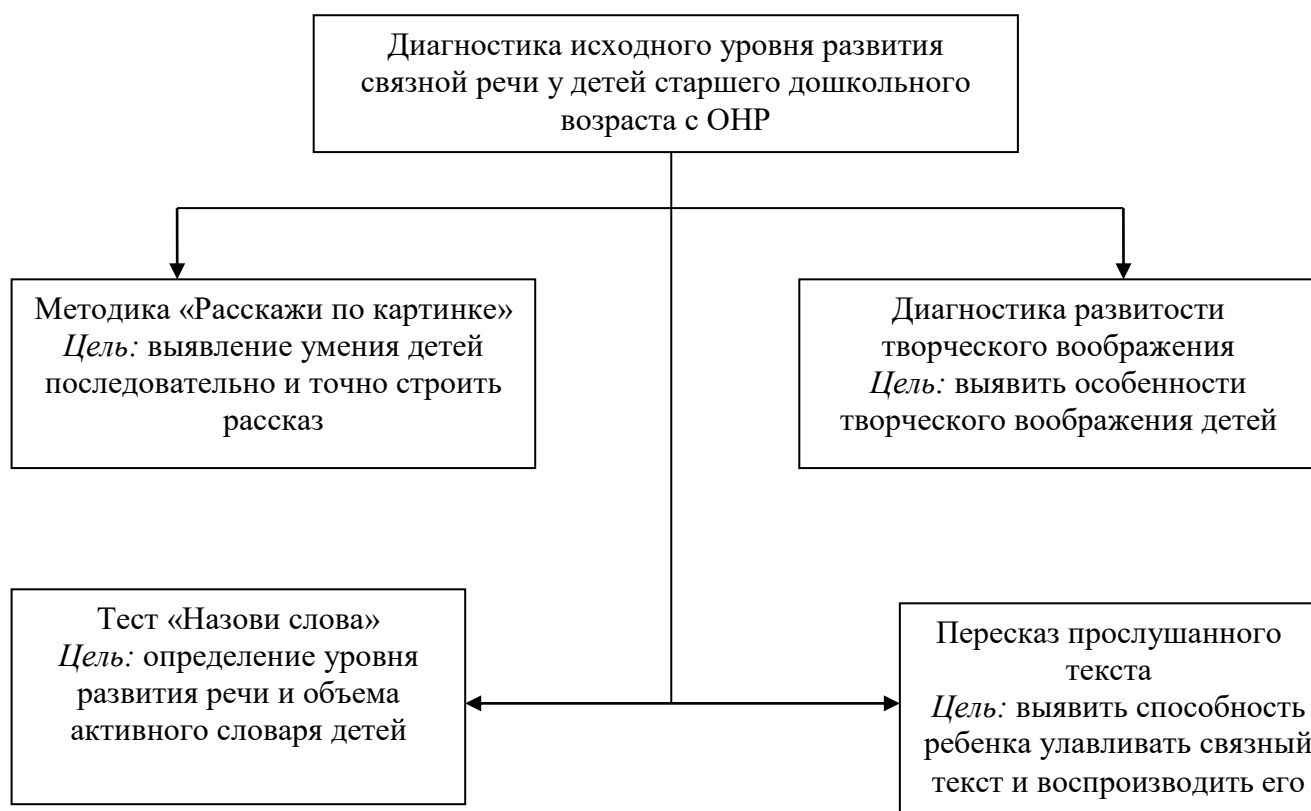 Диагностика исходного уровня развития
связной речи у детей старшего дошкольного
возраста с ОНР
Методика «Расскажи по картинке»
Цель: выявление умения детей
последовательно и точно строить
рассказ
Диагностика развитости
творческого воображения
Цель: выявить особенности
творческого воображения детей
Тест «Назови слова»
Цель: определение уровня
развития речи и объема
активного словаря детей
Пересказ прослушанного
текста
Цель: выявить способность
ребенка улавливать связный
текст и воспроизводить его